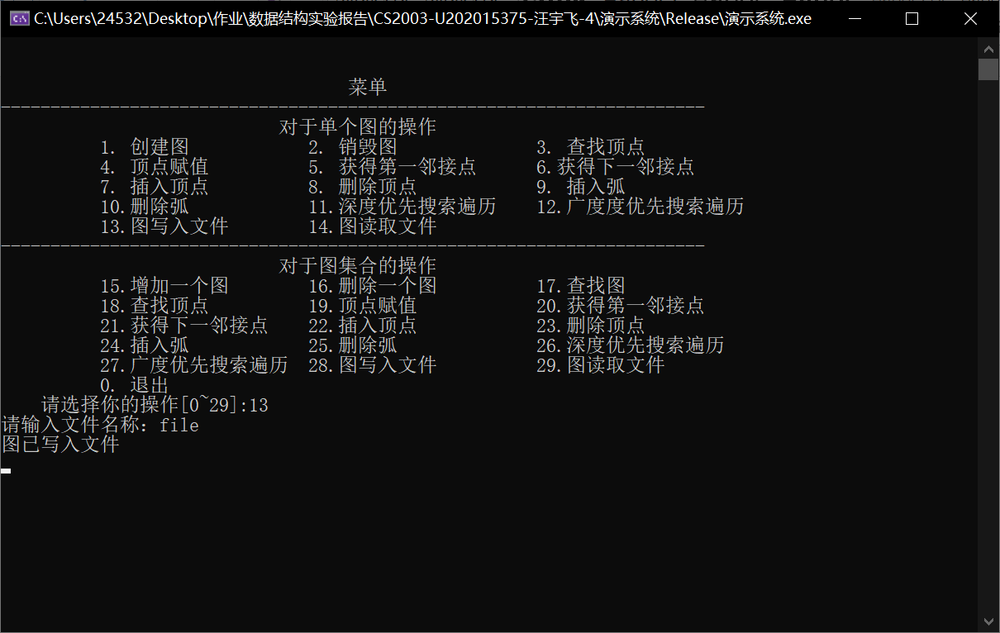 C:\Users\24532\Desktop\作业\数据结构实验报告\CS2003-U202015375-汪宇飞-4\演示系统\Release\演示系统.exe
菜单
-----------------------------------------------------------------------
对于单个图的操作
1. 创建图 2. 销毁图 3. 查找顶点
4. 顶点赋值 5. 获得第一邻接点 6.获得下一邻接点
7. 插入顶点 8. 删除顶点 9. 插入弧
10.删除弧 11.深度优先搜索遍历 12.广度度优先搜索遍历
13.图写入文件 14.图读取文件
-----------------------------------------------------------------------
对于图集合的操作
15.增加一个图 16.删除一个图 17.查找图
18.查找顶点 19.顶点赋值 20.获得第一邻接点
21.获得下一邻接点 22.插入顶点 23.删除顶点
24.插入弧 25.删除弧 26.深度优先搜索遍历
27.广度优先搜索遍历 28.图写入文件 29.图读取文件
0. 退出
请选择你的操作[0~29]:13
请输入文件名称：file
图已写入文件